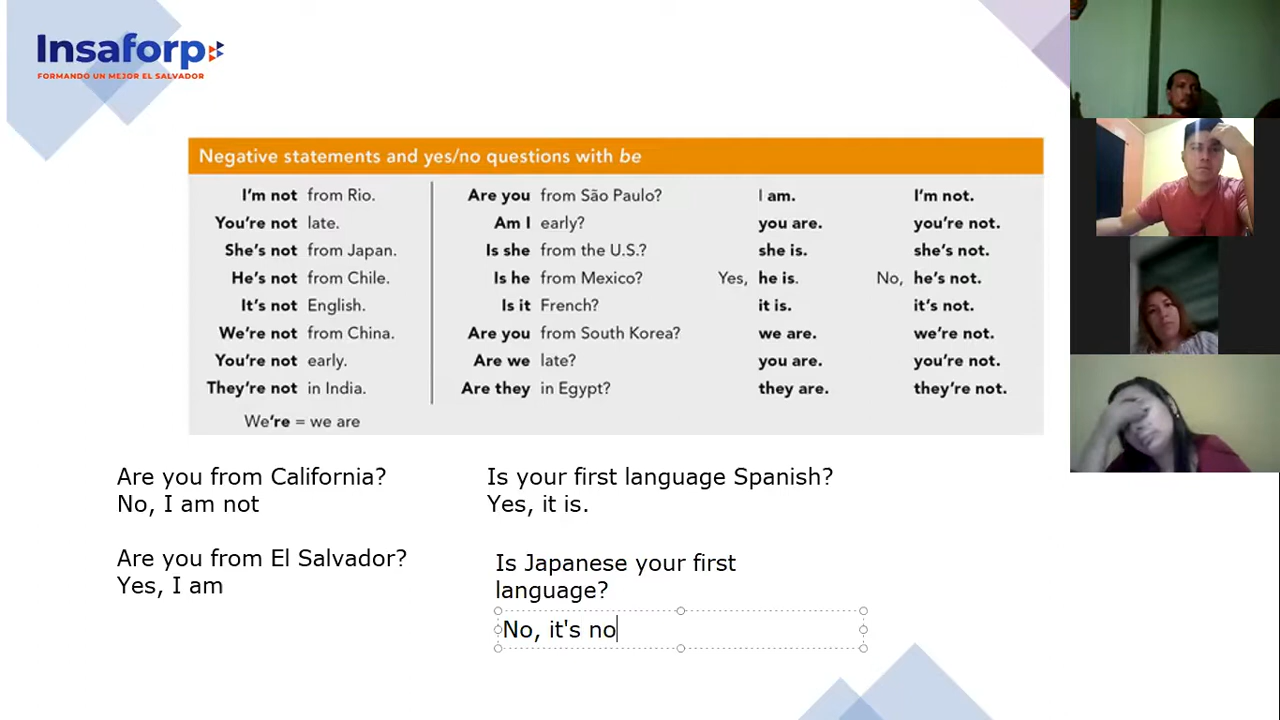 Insaforp
FORMANDO UN MEJOR EL SALVADOR
Negative statements and yes/no questions with be
I'm not from Rio. Are you from São Paulo? I am. I'm not.
You're not late. Am I early? you are. you're not.
She's not from Japan. Is she from the U.S.? she is. she's not.
He's not from Chile. Is he from Mexico? Yes, he is. No, he's not.
It's not English. Is it French? it is. it's not.
We're not from China. Are you from South Korea? we are. we're not.
You're not early. Are we late? you are. you're not.
They're not in India. Are they in Egypt? they are. they're not.
We're = we are
Are you from California?
No, I am not
Are you from El Salvador?
Yes, I am
Is your first language Spanish?
Yes, it is.
Is Japanese your first
language?
No, it's no